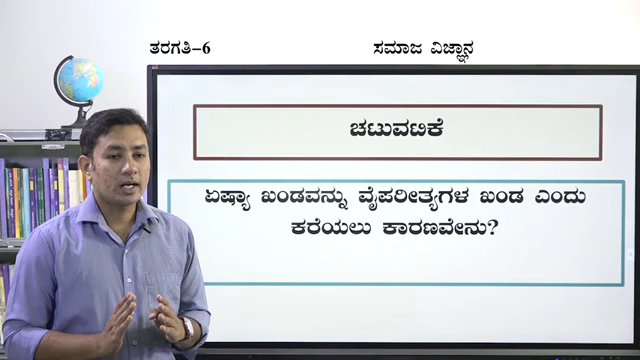 ತರಗತಿ-6 ಸಮಾಜ ವಿಜ್ಞಾನ
ಚಟುವಟಿಕೆ
ಏಷ್ಯಾ ಖಂಡವನ್ನು ವೈಪರೀತ್ಯಗಳ ಖಂಡ ಎಂದು
ಕರೆಯಲು ಕಾರಣವೇನು?